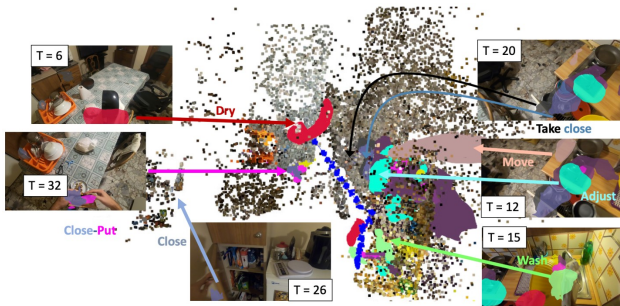 T = 6
Dry
T = 20
Take close
T = 32
Close-Put
Close
T = 26
Move
Adjust
T = 12
T = 15
Wash